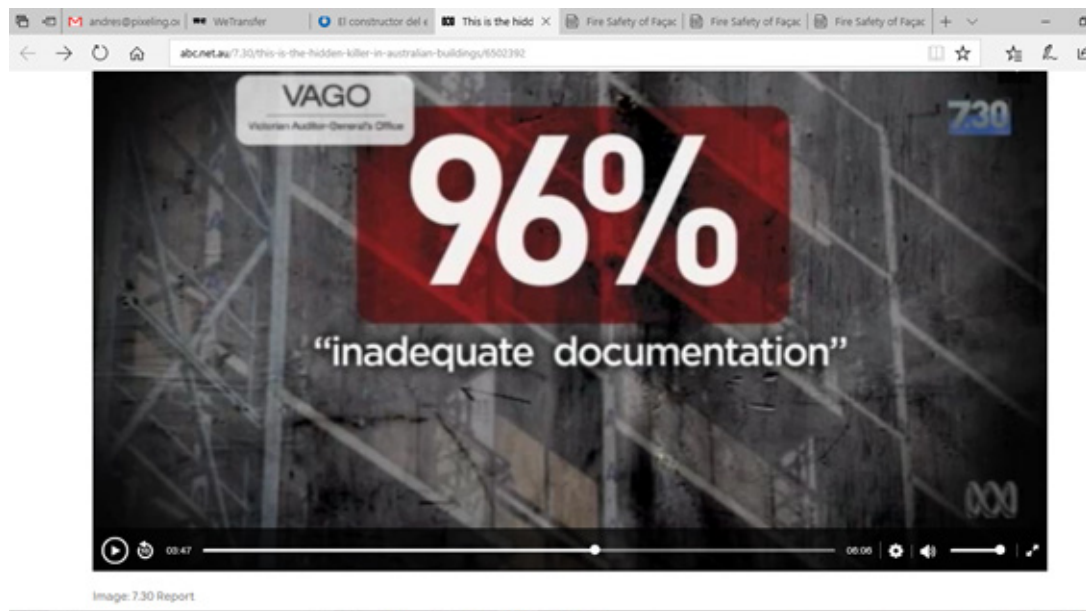 andres@pixeling.or
WeTransfer
El constructor del e
This is the hidd
Fire Safety of Façac
Fire Safety of Façac
Fire Safety of Façac
abc.net.au/7.30/this-is-the-hidden-killer-in-australian-buildings/6502392
VAGO
Victorian Auditor-General's Office
7.30
96%
“inadequate documentation”
03:47
06:06
Image: 7.30 Report